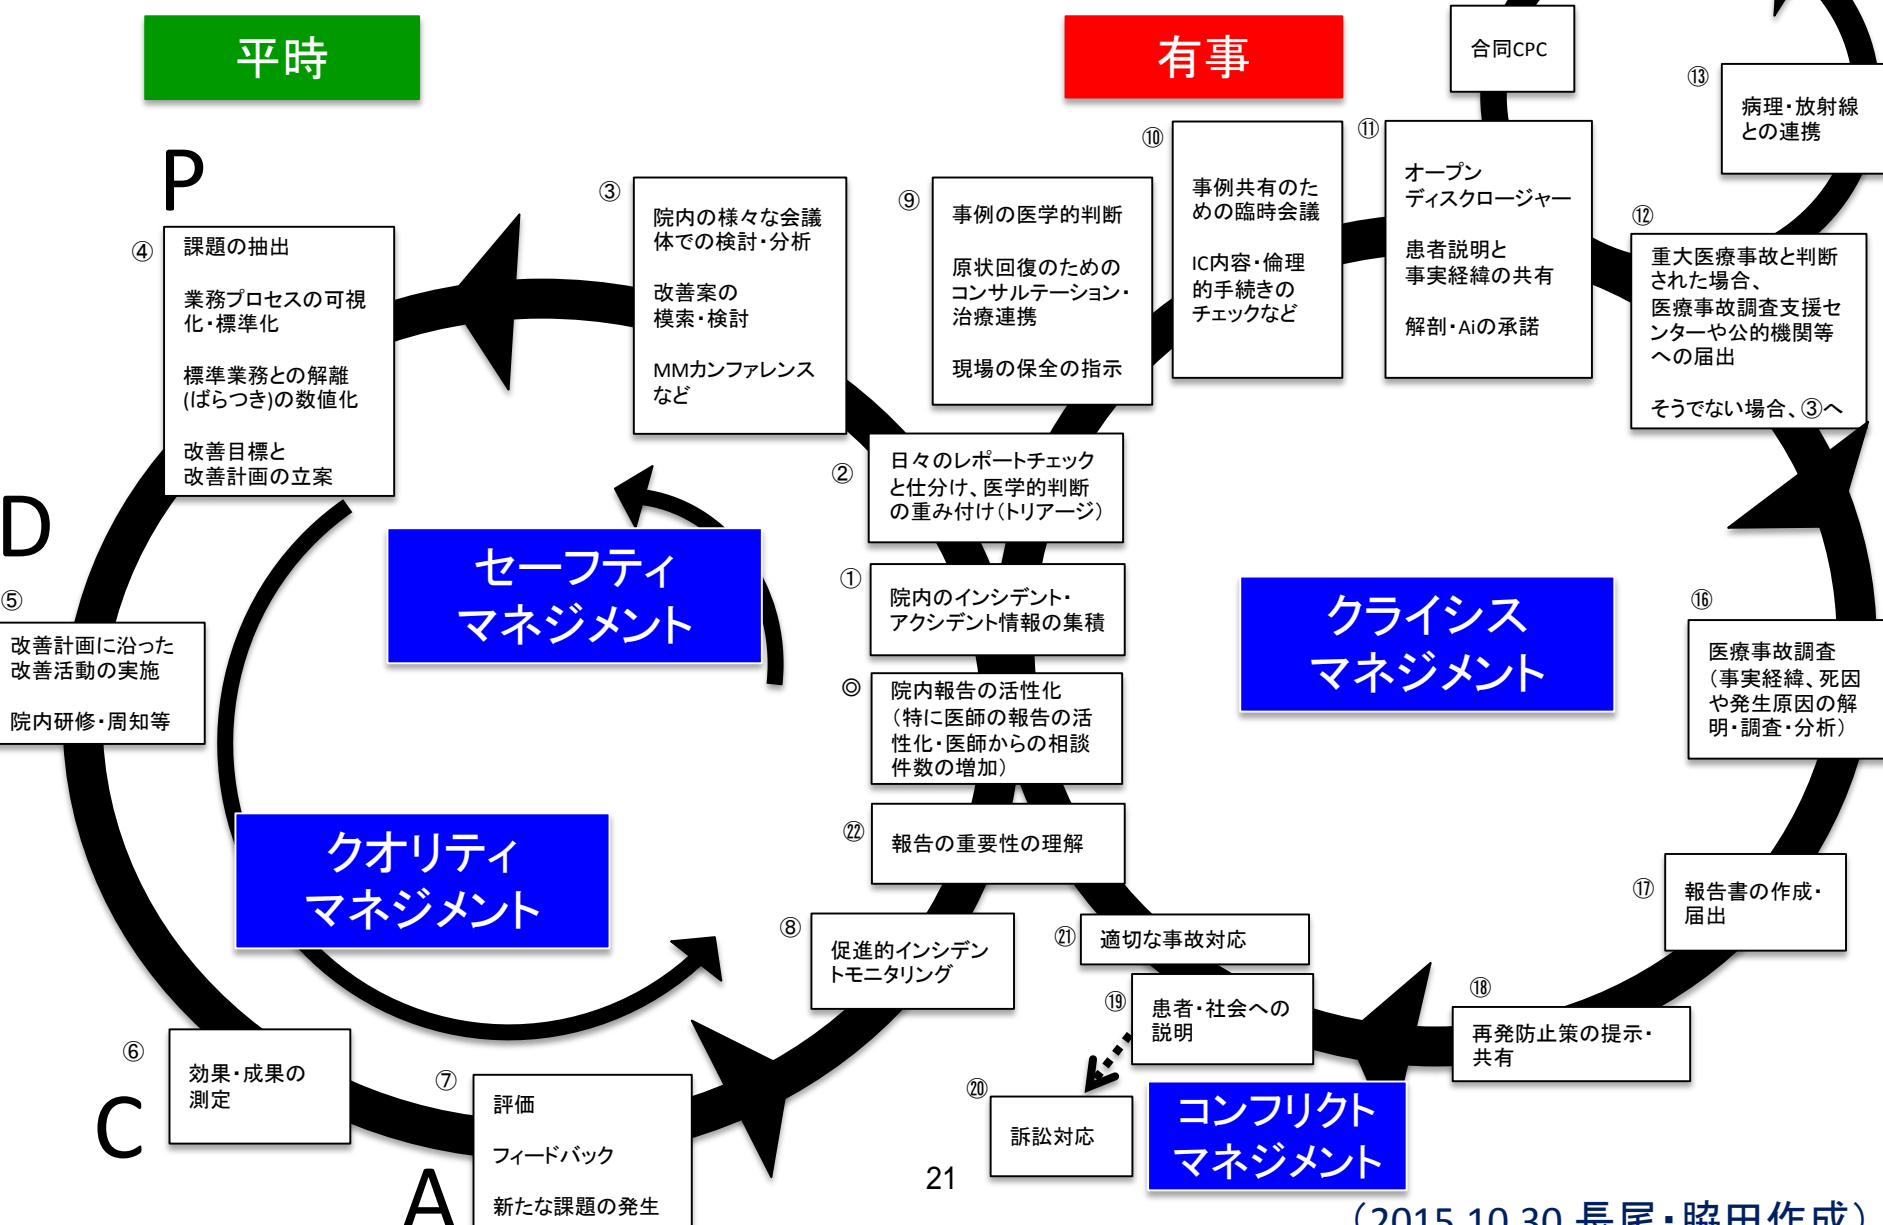 平時
有事
合同CPC
⑬
病理・放射線
との連携
P
③
院内の様々な会議
体での検討・分析
改善案の
模索・検討
MMカンファレンス
など
⑨
事例の医学的判断
原状回復のための
コンサルテーション・
治療連携
現場の保全の指示
⑩
事例共有のた
めの臨時会議
IC内容・倫理
的手続きの
チェックなど
⑪
オープン
ディスクロージャー
患者説明と
事実経緯の共有
解剖・Aiの承諾
⑫
重大医療事故と判断
された場合、
医療事故調査支援セ
ンターや公的機関等
への届出
そうでない場合、③へ
④
課題の抽出
業務プロセスの可視
化・標準化
標準業務との解離
(ばらつき)の数値化
改善目標と
改善計画の立案
②
日々のレポートチェック
と仕分け、医学的判断
の重み付け(トリアージ)
D
セーフティ
マネジメント
①
院内のインシデント・
アクシデント情報の集積
クライシス
マネジメント
⑤
改善計画に沿った
改善活動の実施
院内研修・周知等
⑯
医療事故調査
(事実経緯、死因
や発生原因の解
明・調査・分析)
◎
院内報告の活性化
(特に医師の報告の活
性化・医師からの相談
件数の増加)
クオリティ
マネジメント
㉒
報告の重要性の理解
⑰
報告書の作成・
届出
⑧
促進的インシデン
トモニタリング
㉑
適切な事故対応
⑲
患者・社会への
説明
⑱
再発防止策の提示・
共有
⑥
効果・成果の
測定
C
⑦
評価
フィードバック
新たな課題の発生
A
⑳
訴訟対応
コンフリクト
マネジメント
21
(2015.10.30 長尾・脇田作成)